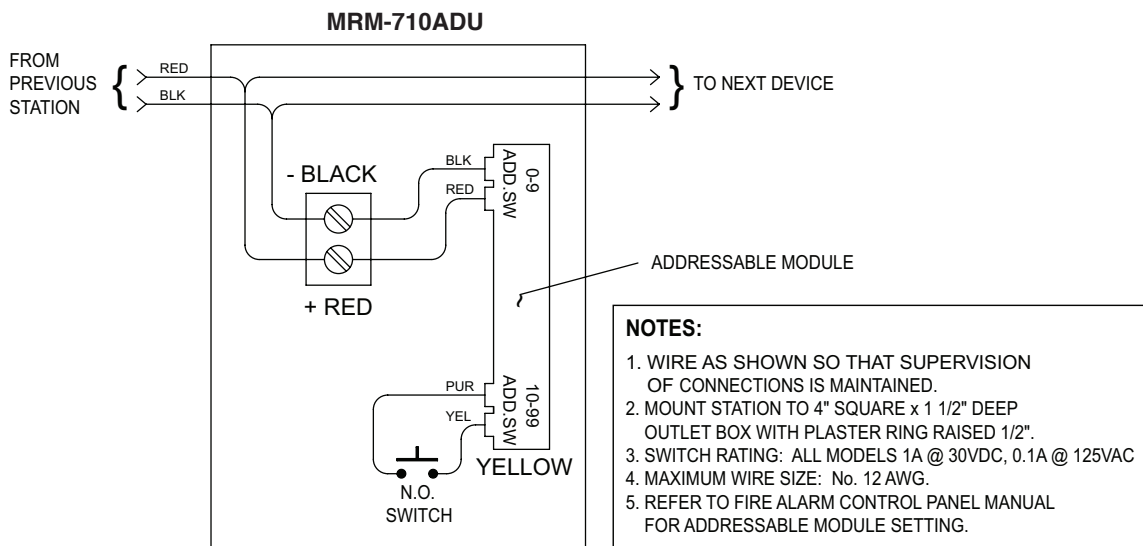 MRM-710ADU
FROM
PREVIOUS
STATION
RED
BLK
TO NEXT DEVICE
- BLACK
+ RED
BLK
RED
ADD.SW
0-9
ADDRESSABLE MODULE
PUR
YEL
ADD.SW
10-99
YELLOW
N.O.
SWITCH
NOTES:
1. WIRE AS SHOWN SO THAT SUPERVISION
OF CONNECTIONS IS MAINTAINED.
2. MOUNT STATION TO 4" SQUARE x 1 1/2" DEEP
OUTLET BOX WITH PLASTER RING RAISED 1/2".
3. SWITCH RATING: ALL MODELS 1A @ 30VDC, 0.1A @ 125VAC
4. MAXIMUM WIRE SIZE: No. 12 AWG.
5. REFER TO FIRE ALARM CONTROL PANEL MANUAL
FOR ADDRESSABLE MODULE SETTING.